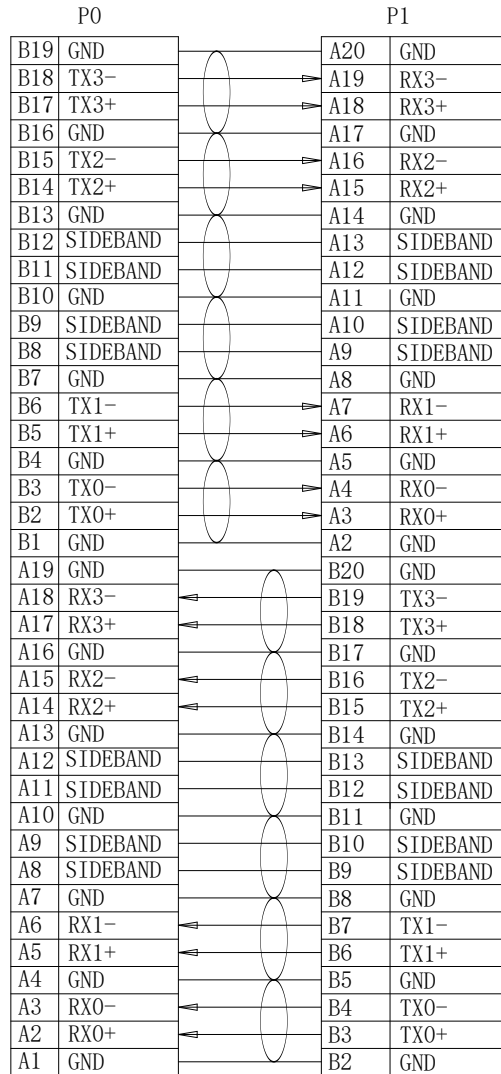 P0 P1
B19 GND A20 GND
B18 TX3- A19 RX3-
B17 TX3+ A18 RX3+
B16 GND A17 GND
B15 TX2- A16 RX2-
B14 TX2+ A15 RX2+
B13 GND A14 GND
B12 SIDEBAND A13 SIDEBAND
B11 SIDEBAND A12 SIDEBAND
B10 GND A11 GND
B9 SIDEBAND A10 SIDEBAND
B8 SIDEBAND A9 SIDEBAND
B7 GND A8 GND
B6 TX1- A7 RX1-
B5 TX1+ A6 RX1+
B4 GND A5 GND
B3 TX0- A4 RX0-
B2 TX0+ A3 RX0+
B1 GND A2 GND
A19 GND B20 GND
A18 RX3- B19 TX3-
A17 RX3+ B18 TX3+
A16 GND B17 GND
A15 RX2- B16 TX2-
A14 RX2+ B15 TX2+
A13 GND B14 GND
A12 SIDEBAND B13 SIDEBAND
A11 SIDEBAND B12 SIDEBAND
A10 GND B11 GND
A9 SIDEBAND B10 SIDEBAND
A8 SIDEBAND B9 SIDEBAND
A7 GND B8 GND
A6 RX1- B7 TX1-
A5 RX1+ B6 TX1+
A4 GND B5 GND
A3 RX0- B4 TX0-
A2 RX0+ B3 TX0+
A1 GND B2 GND